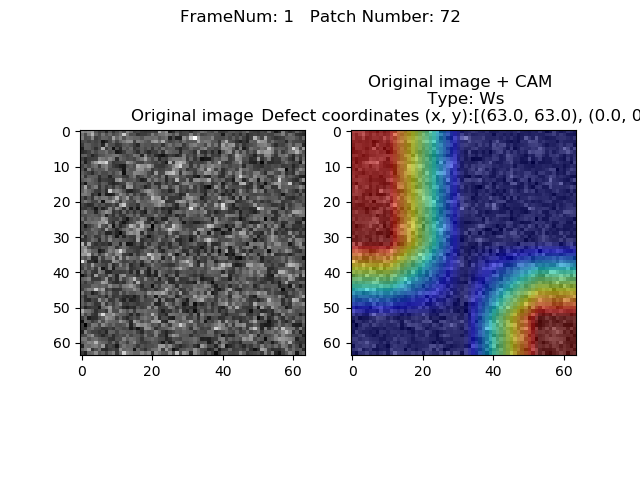 FrameNum: 1   Patch Number: 72
Original image + CAM
Type: Ws
Original image
Defect coordinates (x, y):[(63.0, 63.0), (0.0, 0
0
10
20
30
40
50
60
0 20 40 60
0
10
20
30
40
50
60
0 20 40 60